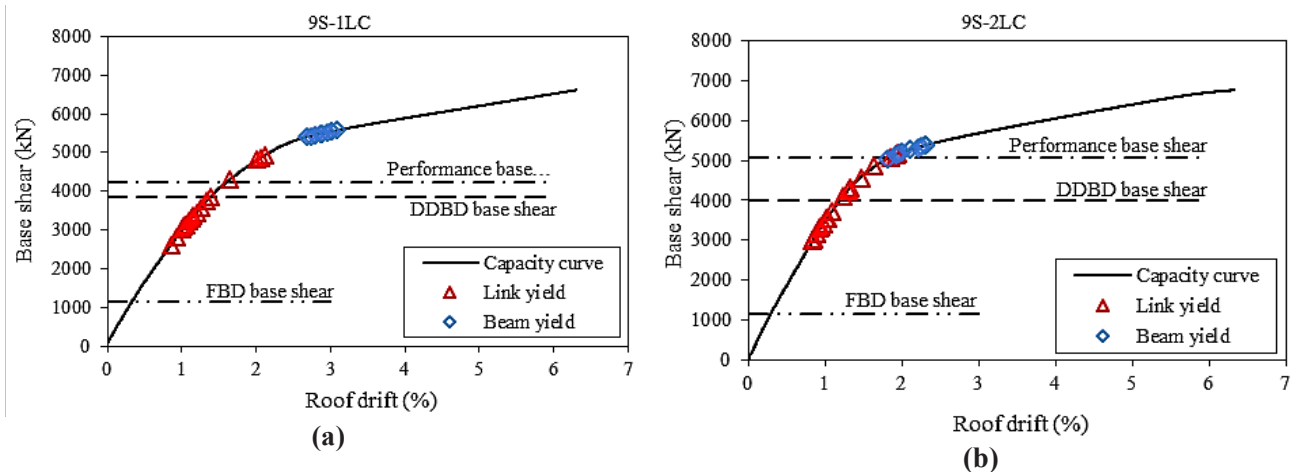 9S-1LC
8000
7000
6000
5000
4000
3000
2000
1000
0
Base shear (kN)
Performance base...
DDBD base shear
FBD base shear
Capacity curve
Link yield
Beam yield
0 1 2 3 4 5 6 7
Roof drift (%)
(a)
9S-2LC
8000
7000
6000
5000
4000
3000
2000
1000
0
Base shear (kN)
Performance base shear
DDBD base shear
FBD base shear
Capacity curve
Link yield
Beam yield
0 1 2 3 4 5 6 7
Roof drift (%)
(b)